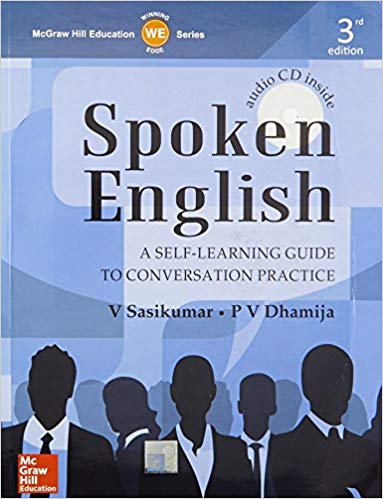 McGraw Hill Education WINNING WE EDGE Series
3rd
edition
audio CD inside
Spoken
English
A SELF-LEARNING GUIDE
TO CONVERSATION PRACTICE
V Sasikumar • P V Dhamija
Mc
Graw
Hill
Education